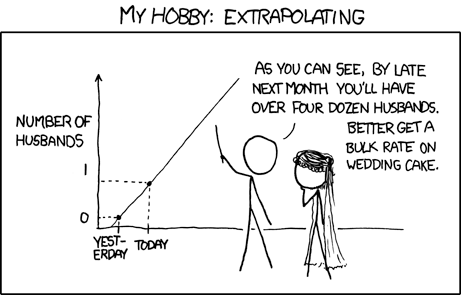 MY HOBBY: EXTRAPOLATING
AS YOU CAN SEE, BY LATE
NEXT MONTH YOU'LL HAVE
OVER FOUR DOZEN HUSBANDS.
BETTER GET A
BULK RATE ON
WEDDING CAKE.
NUMBER OF
HUSBANDS
1
0
YEST-
ERDAY
TODAY